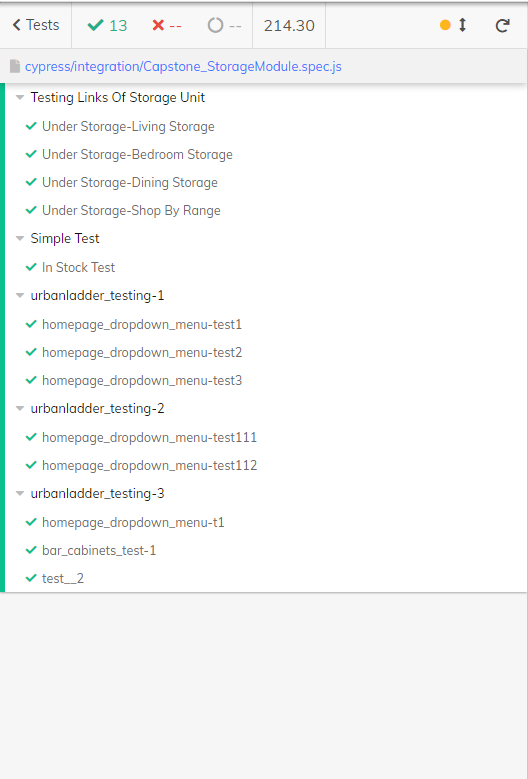 Tests 13 -- -- 214.30
cypress/integration/Capstone_StorageModule.spec.js
Testing Links Of Storage Unit
Under Storage-Living Storage
Under Storage-Bedroom Storage
Under Storage-Dining Storage
Under Storage-Shop By Range
Simple Test
In Stock Test
urbanladder_testing-1
homepage_dropdown_menu-test1
homepage_dropdown_menu-test2
homepage_dropdown_menu-test3
urbanladder_testing-2
homepage_dropdown_menu-test111
homepage_dropdown_menu-test112
urbanladder_testing-3
homepage_dropdown_menu-t1
bar_cabinets_test-1
test__2